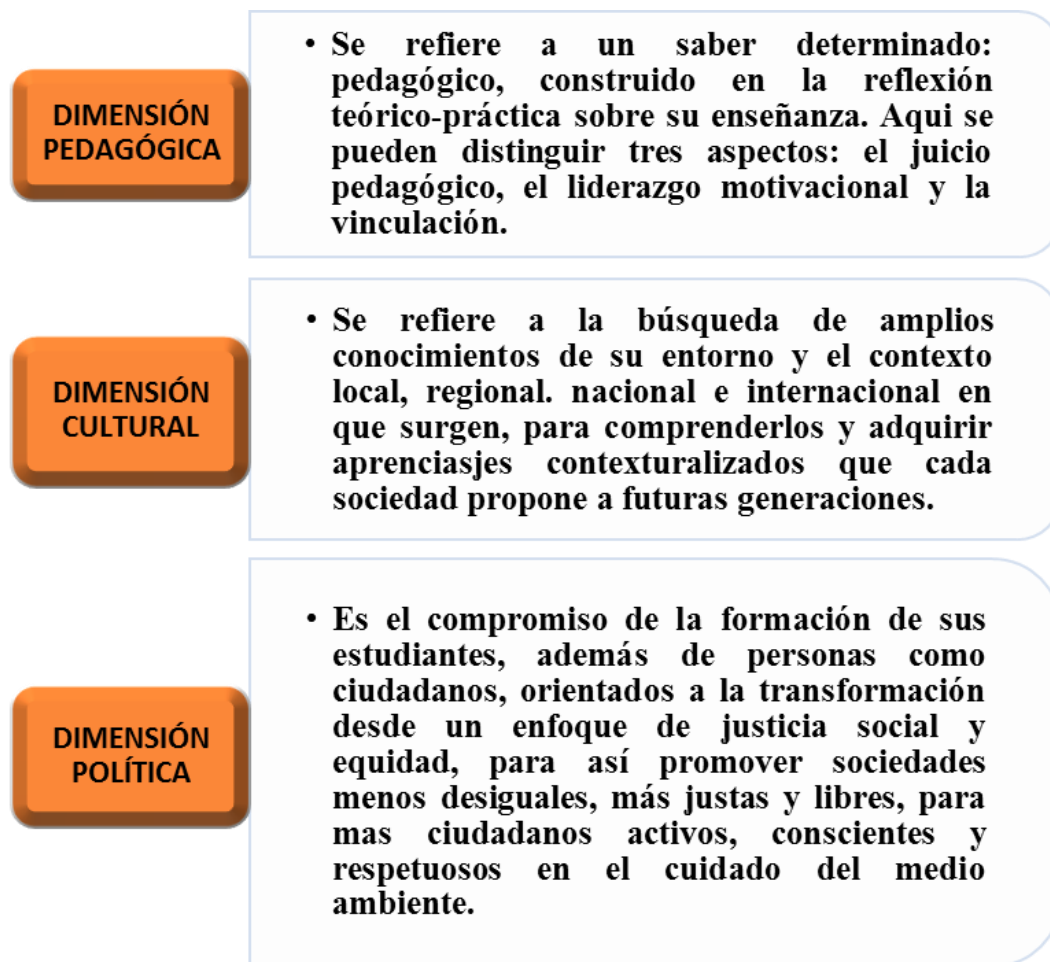 DIMENSIÓN
PEDAGÓGICA
• Se refiere a un saber determinado:
pedagógico, construido en la reflexión
teórico-práctica sobre su enseñanza. Aqui se
pueden distinguir tres aspectos: el juicio
pedagógico, el liderazgo motivacional y la
vinculación.
DIMENSIÓN
CULTURAL
• Se refiere a la búsqueda de amplios
conocimientos de su entorno y el contexto
local, regional. nacional e internacional en
que surgen, para comprenderlos y adquirir
aprenciasjes contexturalizados que cada
sociedad propone a futuras generaciones.
DIMENSIÓN
POLÍTICA
• Es el compromiso de la formación de sus
estudiantes, además de personas como
ciudadanos, orientados a la transformación
desde un enfoque de justicia social y
equidad, para así promover sociedades
menos desiguales, más justas y libres, para
mas ciudadanos activos, conscientes y
respetuosos en el cuidado del medio
ambiente.